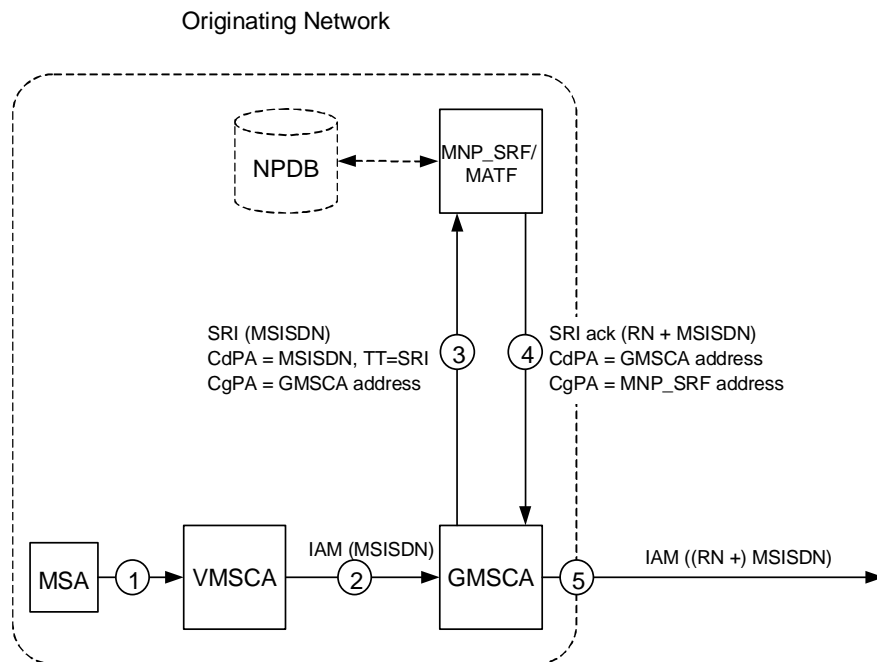 Originating Network
NPDB
MNP_SRF/
MATF
SRI (MSISDN)
CdPA = MSISDN, TT=SRI
CgPA = GMSCA address
3
4
SRI ack (RN + MSISDN)
CdPA = GMSCA address
CgPA = MNP_SRF address
MSA
1
VMSCA
IAM (MSISDN)
2
GMSCA
5
IAM ((RN +) MSISDN)